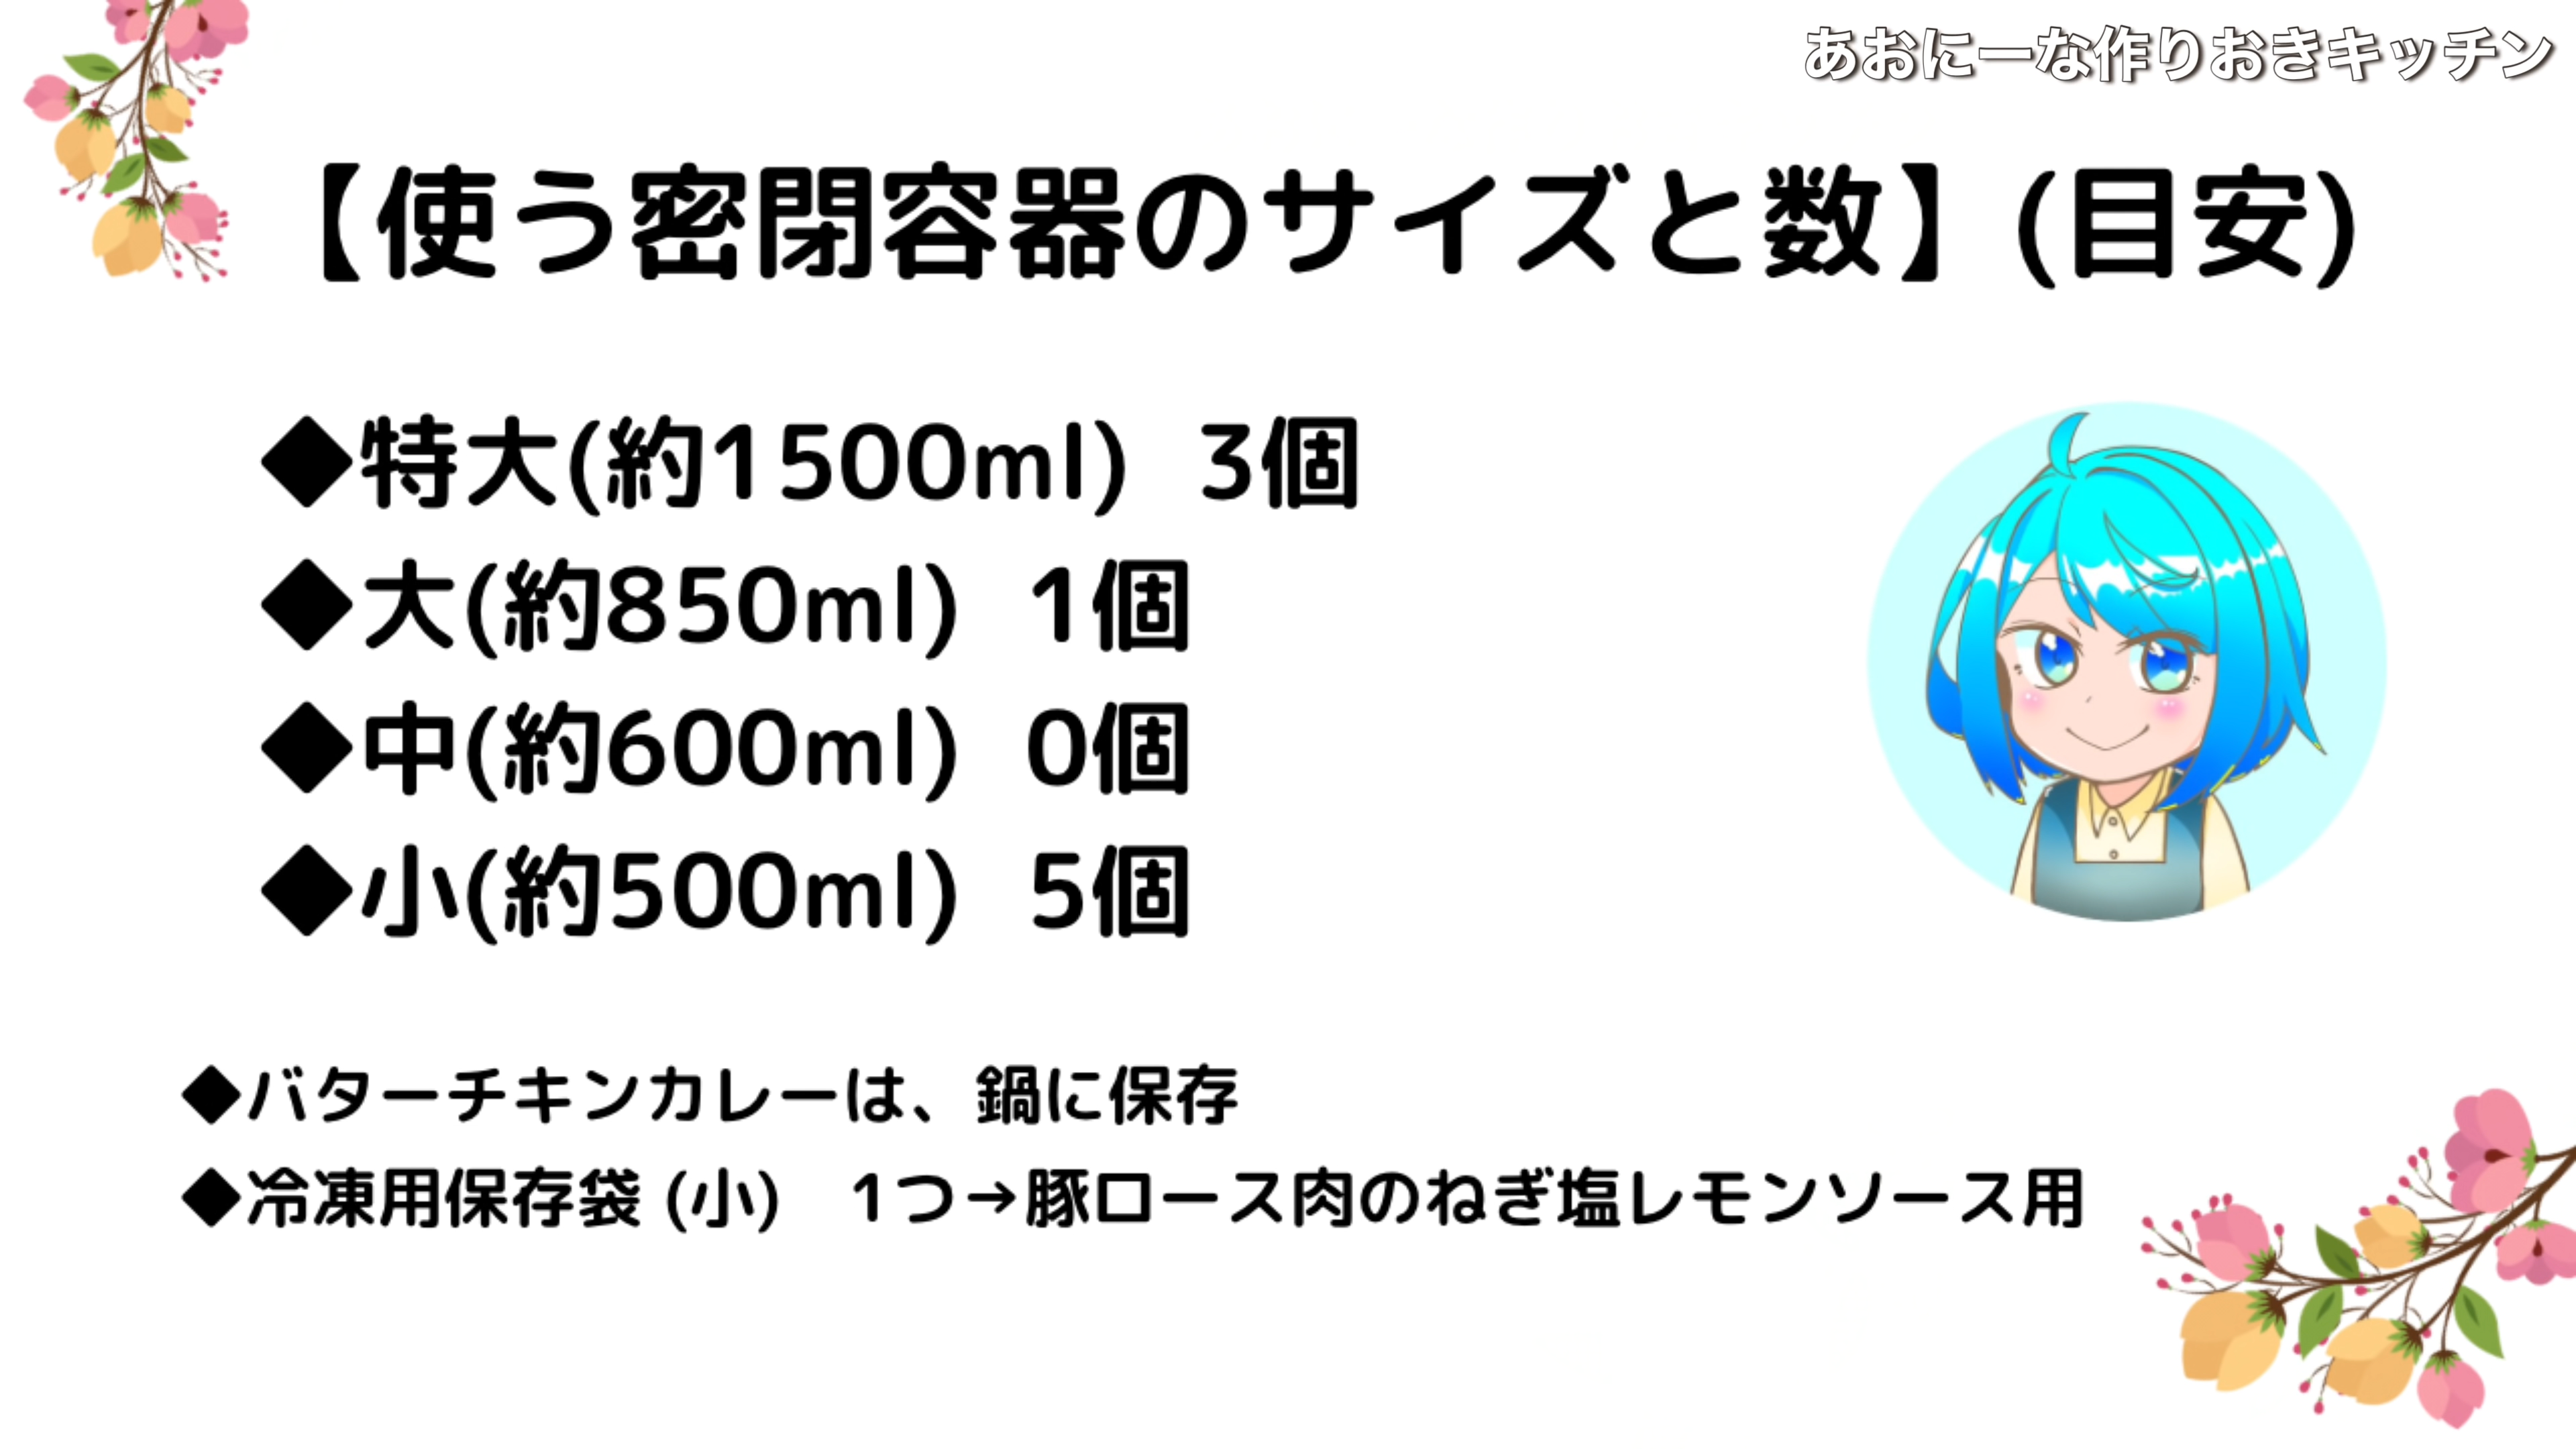 あおにーな作りおきキッチン
【使う密閉容器のサイズと数】(目安)
◆特大(約1500ml) 3個
◆大(約850ml) 1個
◆中(約600ml) 0個
◆小(約500ml) 5個
◆バターチキンカレーは、鍋に保存
◆冷凍用保存袋 (小) 1つ→豚ロース肉のねぎ塩レモンソース用